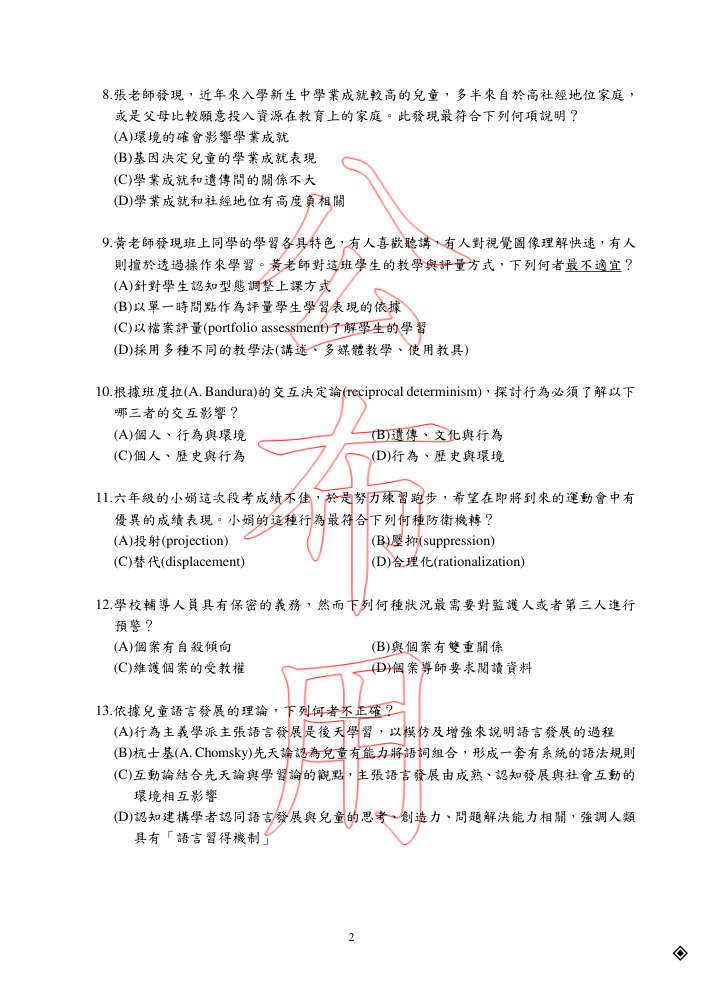 8.張老師發現，近年來入學新生中學業成就較高的兒童，多半來自於高社經地位家庭，
或是父母比較願意投入資源在教育上的家庭。此發現最符合下列何項說明？
(A)環境的確會影響學業成就
(B)基因決定兒童的學業成就表現
(C)學業成就和遺傳間的關係不大
(D)學業成就和社經地位有高度負相關
9.黃老師發現班上同學的學習各具特色，有人喜歡聽講，有人對視覺圖像理解快速，有人
則擅於透過操作來學習。黃老師對這班學生的教學與評量方式，下列何者最不適宜？
(A)針對學生認知型態調整上課方式
(B)以單一時間點作為評量學生學習表現的依據
(C)以檔案評量(portfolio assessment)了解學生的學習
(D)採用多種不同的教學法(講述、多媒體教學、使用教具)
10.根據班度拉(A. Bandura)的交互決定論(reciprocal determinism)，探討行為必須了解以下
哪三者的交互影響？
(A)個人、行為與環境 (B)遺傳、文化與行為
(C)個人、歷史與行為 (D)行為、歷史與環境
11.六年級的小娟這次段考成績不佳，於是努力練習跑步，希望在即將到來的運動會中有
優異的成績表現。小娟的這種行為最符合下列何種防衛機轉？
(A)投射(projection) (B)壓抑(suppression)
(C)替代(displacement) (D)合理化(rationalization)
12.學校輔導人員具有保密的義務，然而下列何種狀況最需要對監護人或者第三人進行
預警？
(A)個案有自殺傾向 (B)與個案有雙重關係
(C)維護個案的受教權 (D)個案導師要求閱讀資料
13.依據兒童語言發展的理論，下列何者不正確？
(A)行為主義學派主張語言發展是後天學習，以模仿及增強來說明語言發展的過程
(B)杭士基(A. Chomsky)先天論認為兒童有能力將語詞組合，形成一套有系統的語法規則
(C)互動論結合先天論與學習論的觀點，主張語言發展由成熟、認知發展與社會互動的
環境相互影響
(D)認知建構學者認同語言發展與兒童的思考、創造力、問題解決能力相關，強調人類
具有「語言習得機制」
公布用
2